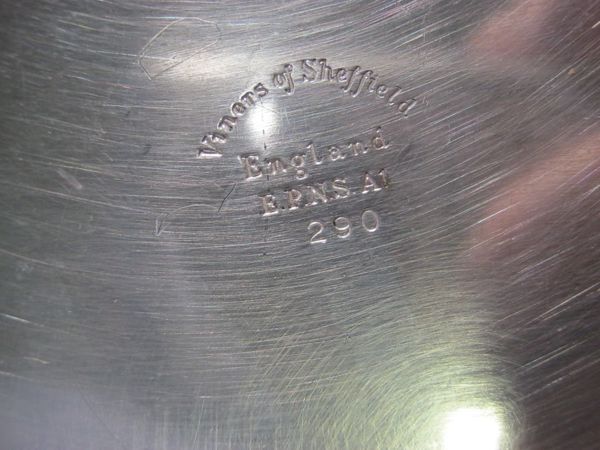 Viners of Sheffield
England
E.P.N.S. A1
290